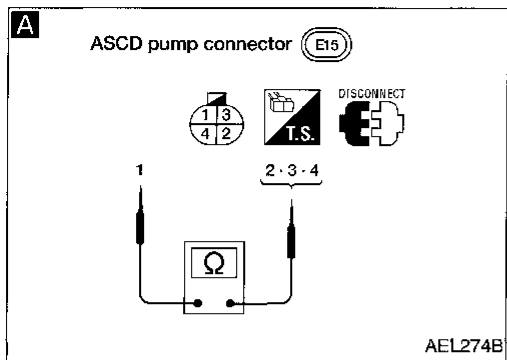 A
ASCD pump connector E15
DISCONNECT
1 3
4 2
T.S.
1
2 · 3 · 4
Ω
AEL274B